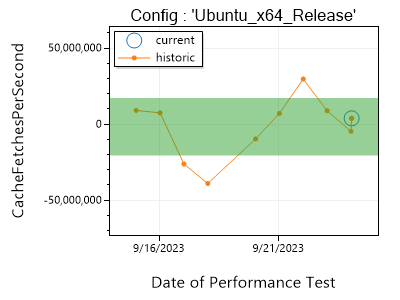 Config : 'Ubuntu_x64_Release'
current
historic
50,000,000
0
-50,000,000
CacheFetchesPerSecond
9/16/2023
9/21/2023
Date of Performance Test